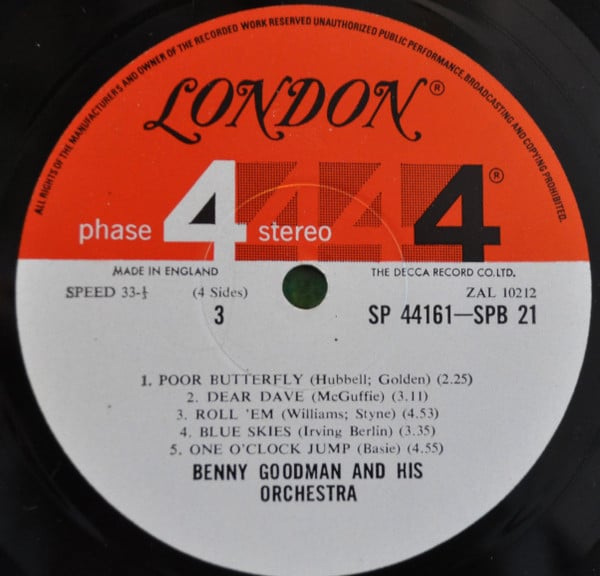 ALL RIGHTS OF THE MANUFACTURERS AND OWNER OF THE RECORDED WORK RESERVED UNAUTHORIZED PUBLIC PERFORMANCE, BROADCASTING AND COPYING PROHIBITED.
LONDON®
phase 4 stereo 4 4 4®
MADE IN ENGLAND THE DECCA RECORD CO. LTD.
SPEED 33-⅓ (4 Sides) ZAL 10212
3 SP 44161—SPB 21
1. POOR BUTTERFLY (Hubbell; Golden) (2.25)
2. DEAR DAVE (McGuffie) (3.11)
3. ROLL 'EM (Williams; Styne) (4.53)
4. BLUE SKIES (Irving Berlin) (3.35)
5. ONE O'CLOCK JUMP (Basie) (4.55)
BENNY GOODMAN AND HIS
ORCHESTRA